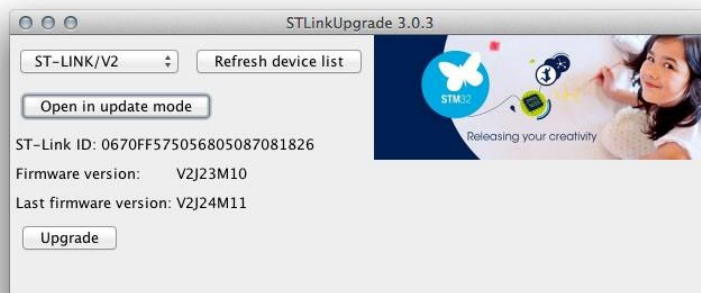 STLinkUpgrade 3.0.3
ST-LINK/V2 Refresh device list
Open in update mode
STM32
Releasing your creativity
ST-Link ID: 0670FF575056805087081826
Firmware version: V2J23M10
Last firmware version: V2J24M11
Upgrade